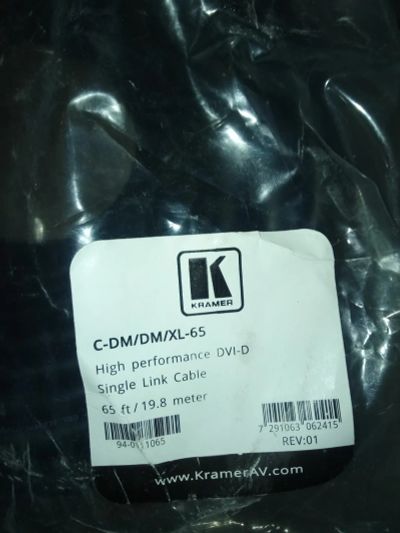 K
KRAMER
C-DM/DM/XL-65
High performance DVI-D
Single Link Cable
65 ft / 19.8 meter
7 291063 062415
REV:01
www.KramerAV.com